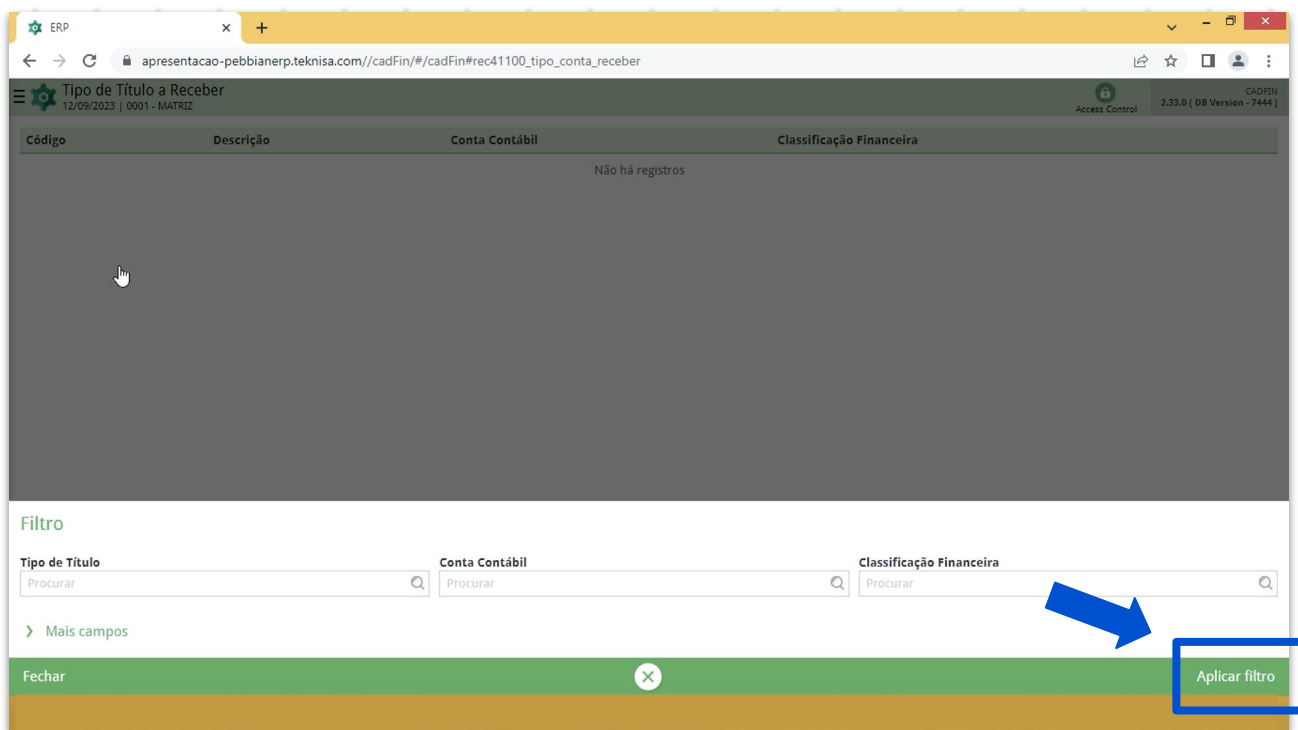 ERP
apresentacao-pebbianerp.teknisa.com//cadFin/#/cadFin#rec41100_tipo_conta_receber
Tipo de Título a Receber
12/09/2023 | 0001 - MATRIZ
Access Control
CADFIN
2.33.0 ( DB Version - 7444 )
Código Descrição Conta Contábil Classificação Financeira
Não há registros
Filtro
Tipo de Título Conta Contábil Classificação Financeira
Procurar Procurar Procurar
Mais campos
Fechar Aplicar filtro